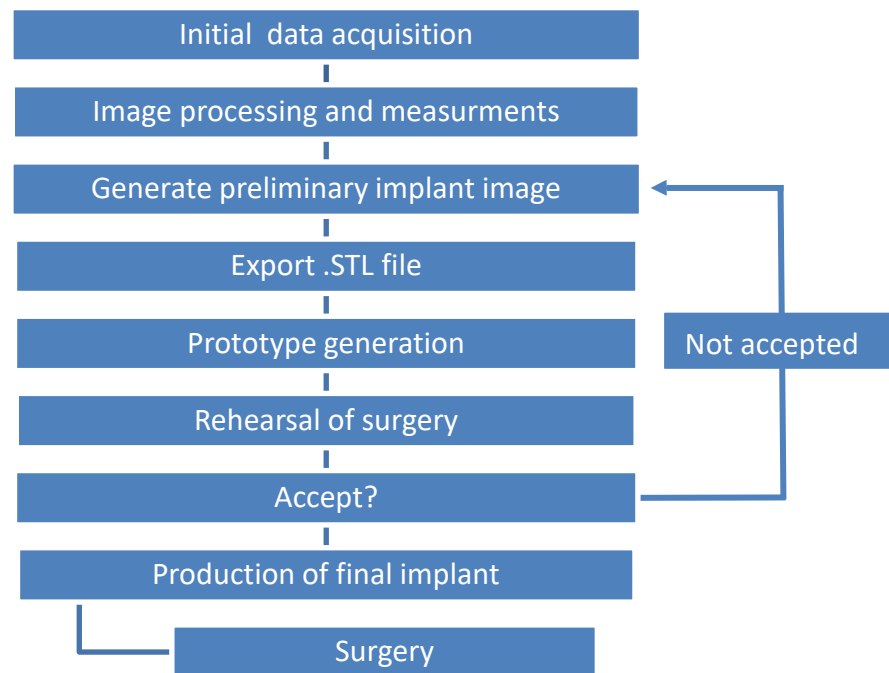 Initial  data acquisition
Image processing and measurments
Generate preliminary implant image
Export .STL file
Prototype generation
Not accepted
Rehearsal of surgery
Accept?
Production of final implant
Surgery